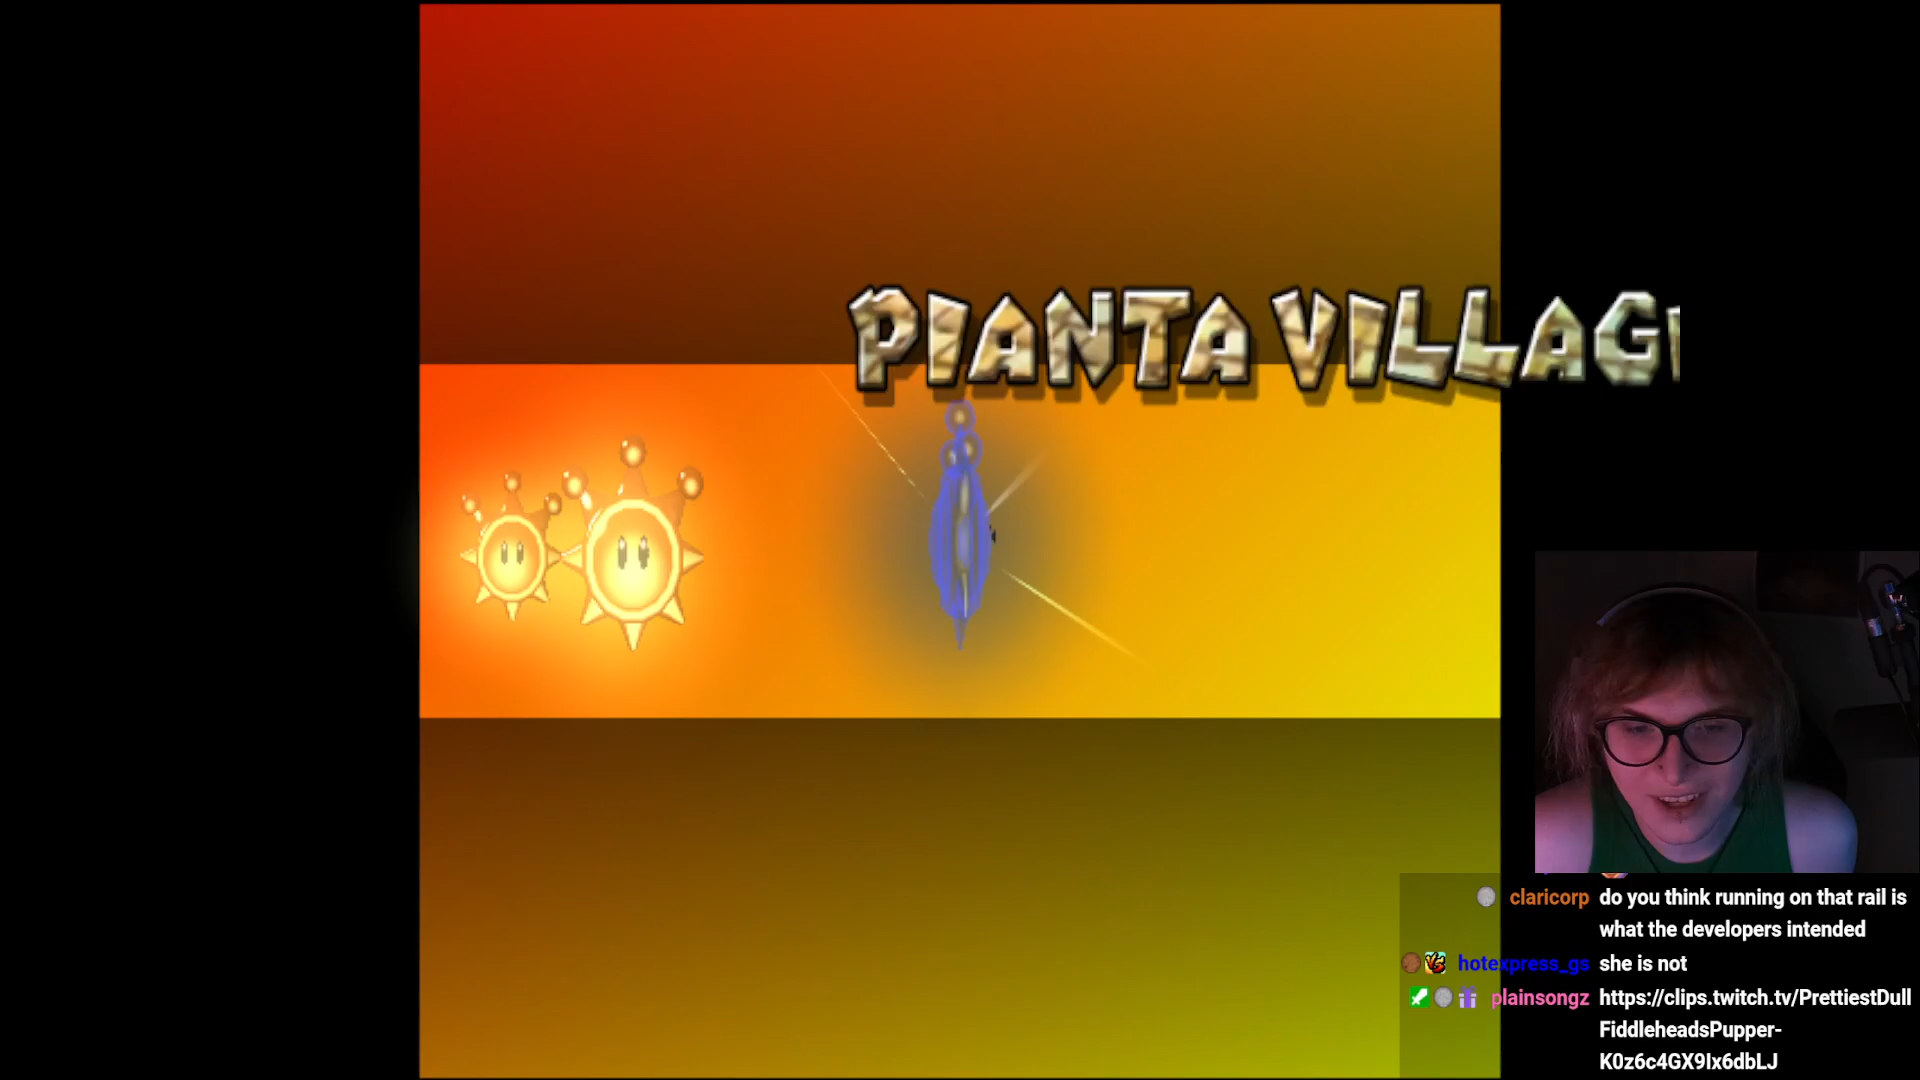 PIANTA VILLAG
claricorp do you think running on that rail is
what the developers intended
hotexpress_gs she is not
plainsongz https://clips.twitch.tv/PrettiestDull
FiddleheadsPupper-
K0z6c4GX9Ix6dbLJ